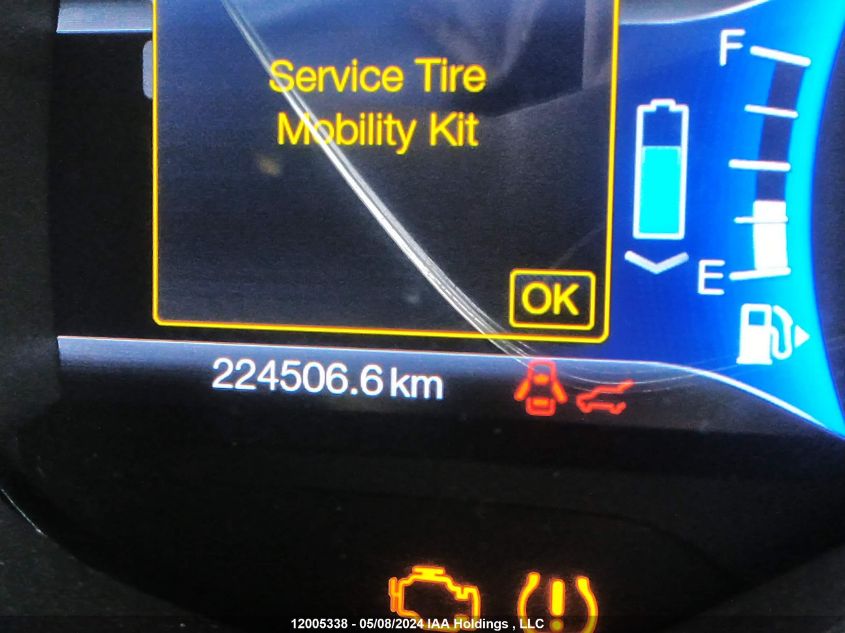 Service Tire
Mobility Kit
OK
F
E
224506.6 km
12005338 - 05/08/2024 IAA Holdings , LLC